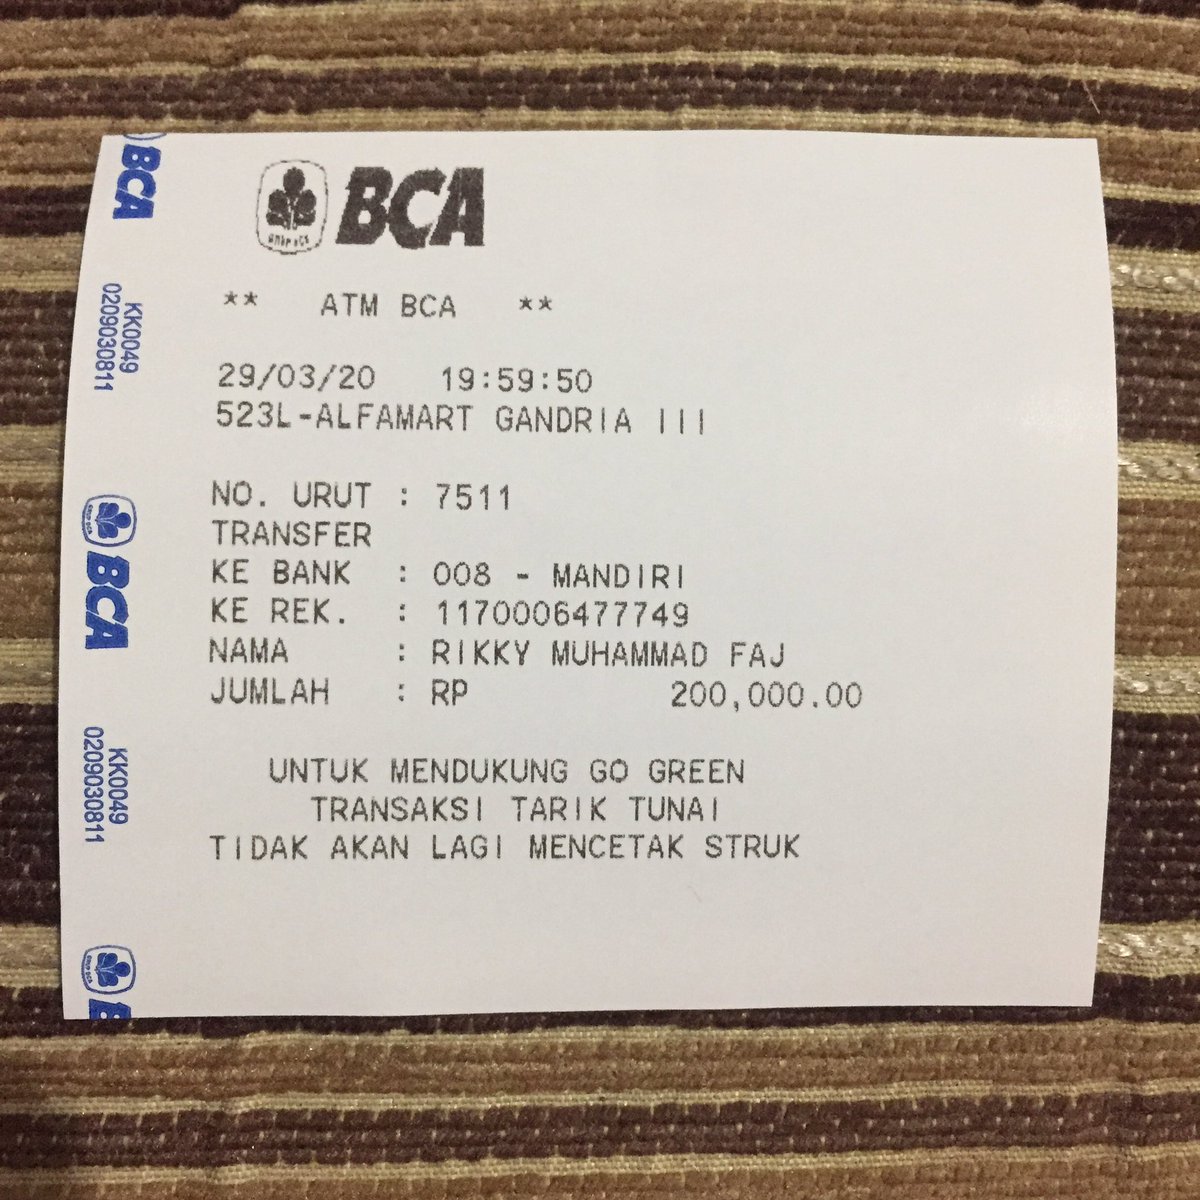 BCA
** ATM BCA **
29/03/20 19:59:50
523L-ALFAMART GANDRIA III
NO. URUT : 7511
TRANSFER
KE BANK : 008 - MANDIRI
KE REK. : 1170006477749
NAMA : RIKKY MUHAMMAD FAJ
JUMLAH : RP 200,000.00
UNTUK MENDUKUNG GO GREEN
TRANSAKSI TARIK TUNAI
TIDAK AKAN LAGI MENCETAK STRUK
BCA
KK0049
0209030811
BCA
KK0049
0209030811